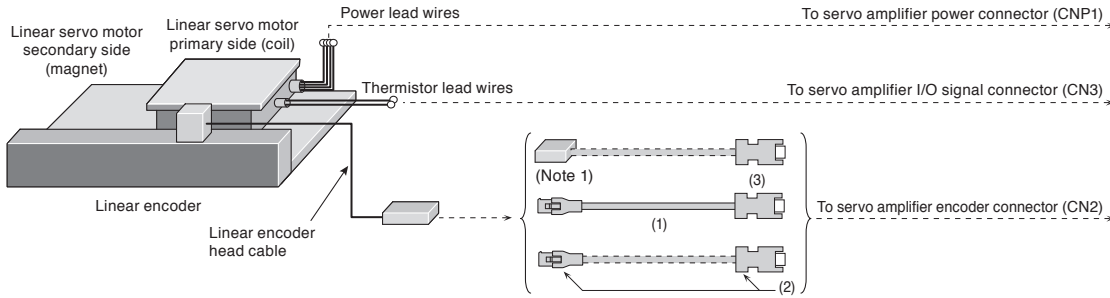 Power lead wires
To servo amplifier power connector (CNP1)
Linear servo motor
secondary side
(magnet)
Linear servo motor
primary side (coil)
Thermistor lead wires
To servo amplifier I/O signal connector (CN3)
(Note 1)
(3)
Linear encoder
(1)
To servo amplifier encoder connector (CN2)
Linear encoder
head cable
(2)